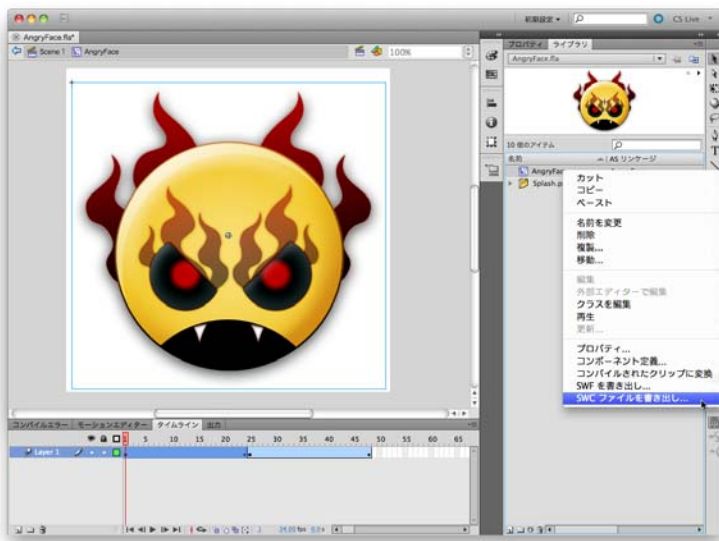 初期設定
CS Live
AngryFace.fla*
Scene 1 AngryFace
100%
プロパティ ライブラリ
AngryFace.fla
10 個のアイテム
名前 AS リンケージ
AngryFac
Splash.p
カット
コピー
ペースト
名前を変更
削除
複製...
移動...
編集
外部エディターで編集
クラスを編集
再生
更新...
プロパティ...
コンポーネント定義...
コンパイルされたクリップに変換
SWF を書き出し...
SWC ファイルを書き出し...
コンパイルエラー モーションエディター タイムライン 出力
1 5 10 15 20 25 30 35 40 45 50 55 60 65
Layer 1
1 24.00 fps 0.0 s